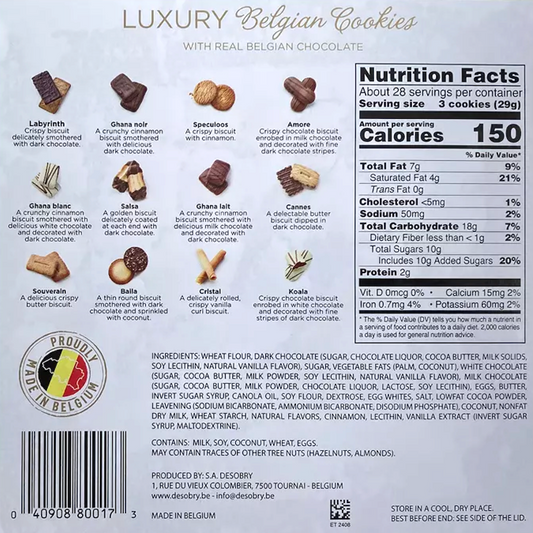 LUXURY Belgian Cookies
WITH REAL BELGIAN CHOCOLATE
Labyrinth
Crispy biscuit
delicately smothered
with dark chocolate.
Ghana noir
A crunchy cinnamon
biscuit smothered
with delicious
dark chocolate.
Speculoos
A crispy biscuit
with cinnamon.
Amore
Crispy chocolate biscuit
enrobed in milk chocolate
and decorated with fine
dark chocolate stripes.
Ghana blanc
A crunchy cinnamon
biscuit smothered with
delicious white chocolate
and decorated with
dark chocolate.
Salsa
A golden biscuit
delicately coated
at each end with
dark chocolate.
Ghana lait
A crunchy cinnamon
biscuit smothered with
delicious milk chocolate
and decorated with
dark chocolate.
Cannes
A delectable butter
biscuit dipped in
dark chocolate.
Souverain
A delicious crispy
butter biscuit.
Baila
A thin round biscuit
smothered with dark
chocolate and sprinkled
with coconut.
Cristal
A delicately rolled,
crispy vanilla
curl biscuit.
Koala
Crispy chocolate biscuit
enrobed in white chocolate
and decorated with fine
dark chocolate stripes.
Nutrition Facts
About 28 servings per container
Serving size 3 cookies (29g)
Amount per serving
Calories 150
% Daily Value*
Total Fat 7g 9%
Saturated Fat 4g 21%
Trans Fat 0g
Cholesterol <5mg 1%
Sodium 50mg 2%
Total Carbohydrate 18g 7%
Dietary Fiber less than < 1g 2%
Total Sugars 10g
Includes 10g Added Sugars 20%
Protein 2g
Vit. D 0mcg 0% • Calcium 15mg 2%
Iron 0.7mg 4% • Potassium 60mg 2%
* The % Daily Value (DV) tells you how much a nutrient in
a serving of food contributes to a daily diet. 2,000 calories
a day is used for general nutrition advice.
PROUDLY
MADE IN BELGIUM
INGREDIENTS: WHEAT FLOUR, DARK CHOCOLATE (SUGAR, CHOCOLATE LIQUOR, COCOA BUTTER, MILK SOLIDS,
SOY LECITHIN, NATURAL VANILLA FLAVOR), SUGAR, VEGETABLE FATS (PALM, COCONUT), WHITE CHOCOLATE
(SUGAR, COCOA BUTTER, MILK POWDER, SOY LECITHIN, NATURAL VANILLA FLAVOR), MILK CHOCOLATE
(SUGAR, COCOA BUTTER, MILK POWDER, CHOCOLATE LIQUOR, LACTOSE, SOY LECITHIN), EGGS, BUTTER,
INVERT SUGAR SYRUP, CANOLA OIL, SOY FLOUR, DEXTROSE, EGG WHITES, SALT, LOWFAT COCOA POWDER,
LEAVENING (SODIUM BICARBONATE, AMMONIUM BICARBONATE, DISODIUM PHOSPHATE), COCONUT, NONFAT
DRY MILK, WHEAT STARCH, NATURAL FLAVORS, CINNAMON, LECITHIN, VANILLA EXTRACT (INVERT SUGAR
SYRUP, MALTODEXTRIN).
CONTAINS: MILK, SOY, COCONUT, WHEAT, EGGS.
MAY CONTAIN TRACES OF OTHER TREE NUTS (HAZELNUTS, ALMONDS).
PRODUCED BY: S.A. DESOBRY
1, RUE DU VIEUX COLOMBIER, 7500 TOURNAI - BELGIUM
www.desobry.be - info@desobry.be
MADE IN BELGIUM
0 40908 80017 3
ET 2408
STORE IN A COOL, DRY PLACE.
BEST BEFORE END: SEE SIDE OF THE LID.